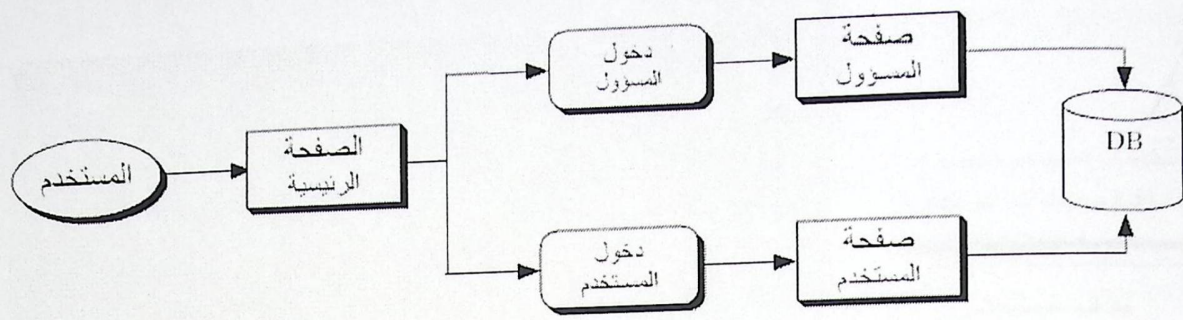 المستخدم
الصفحة
الرئيسية
دخول
المسؤول
صفحة
المسؤول
دخول
المستخدم
صفحة
المستخدم
DB